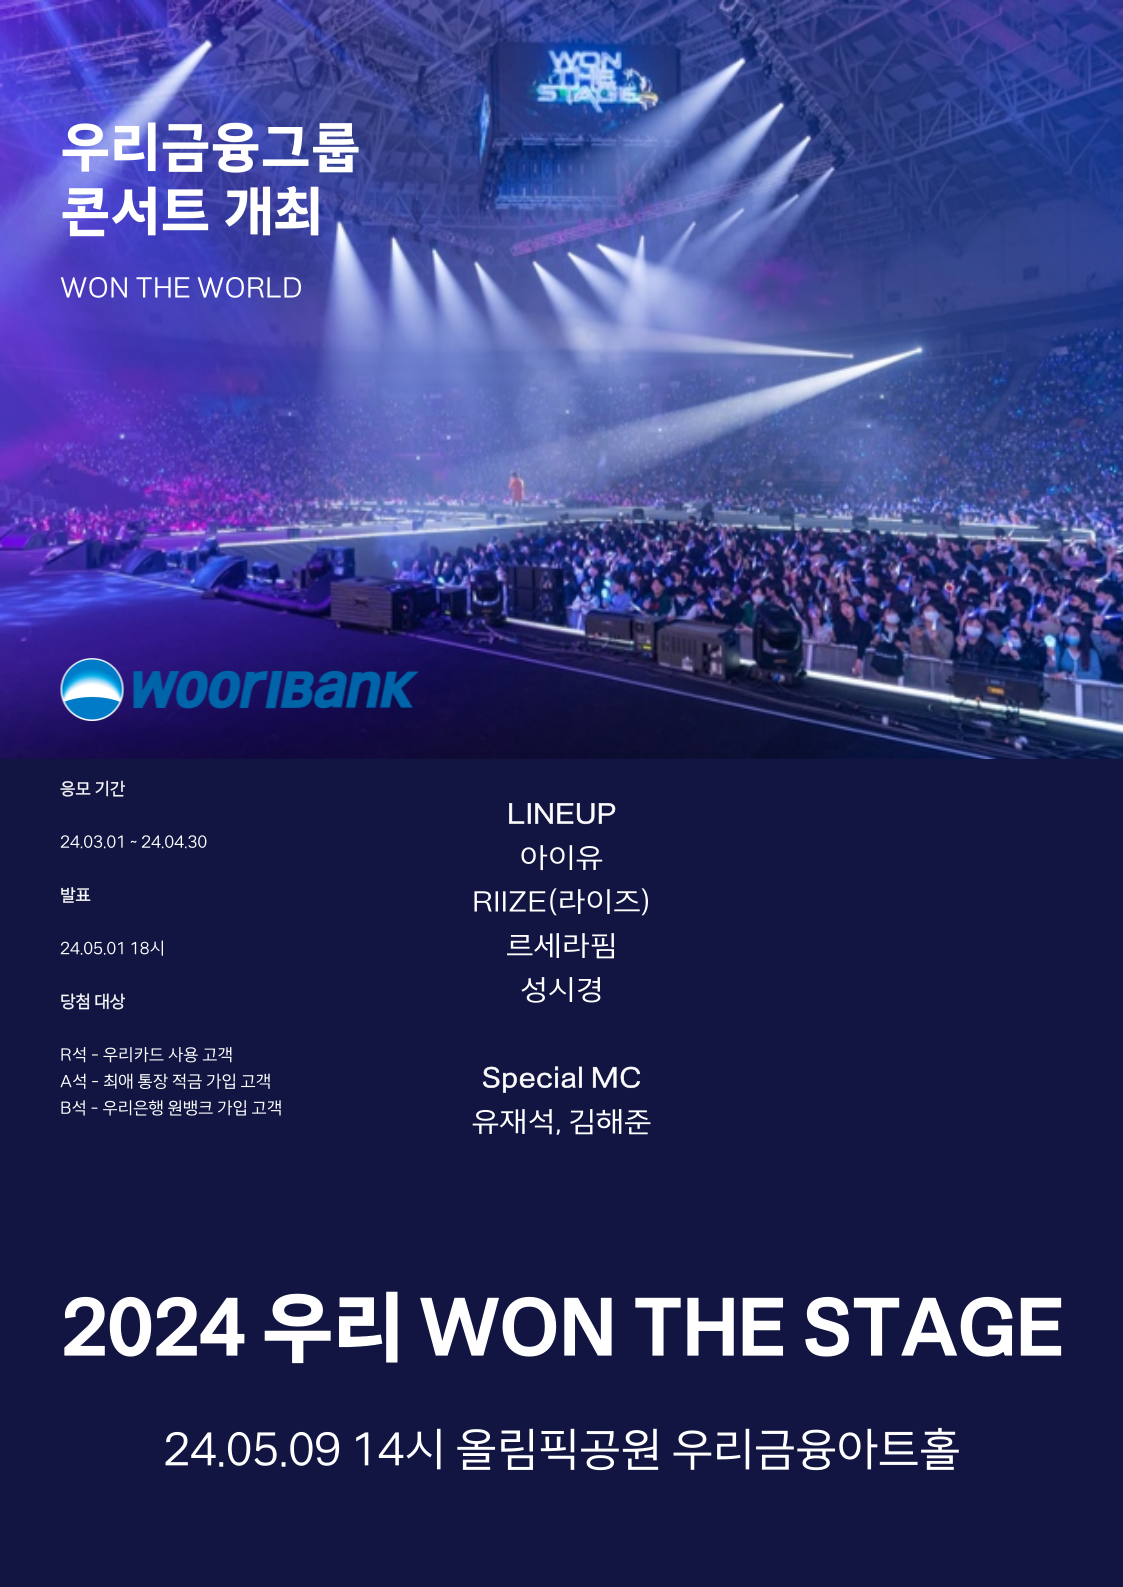 WON
THE
STAGE
우리금융그룹
콘서트 개최
WON THE WORLD
WOORIBANK
응모 기간
24.03.01 ~ 24.04.30
발표
24.05.01 18시
당첨 대상
R석 - 우리카드 사용 고객
A석 - 최애 통장 적금 가입 고객
B석 - 우리은행 원뱅크 가입 고객
LINEUP
아이유
RIIZE(라이즈)
르세라핌
성시경
Special MC
유재석, 김해준
2024 우리 WON THE STAGE
24.05.09 14시 올림픽공원 우리금융아트홀